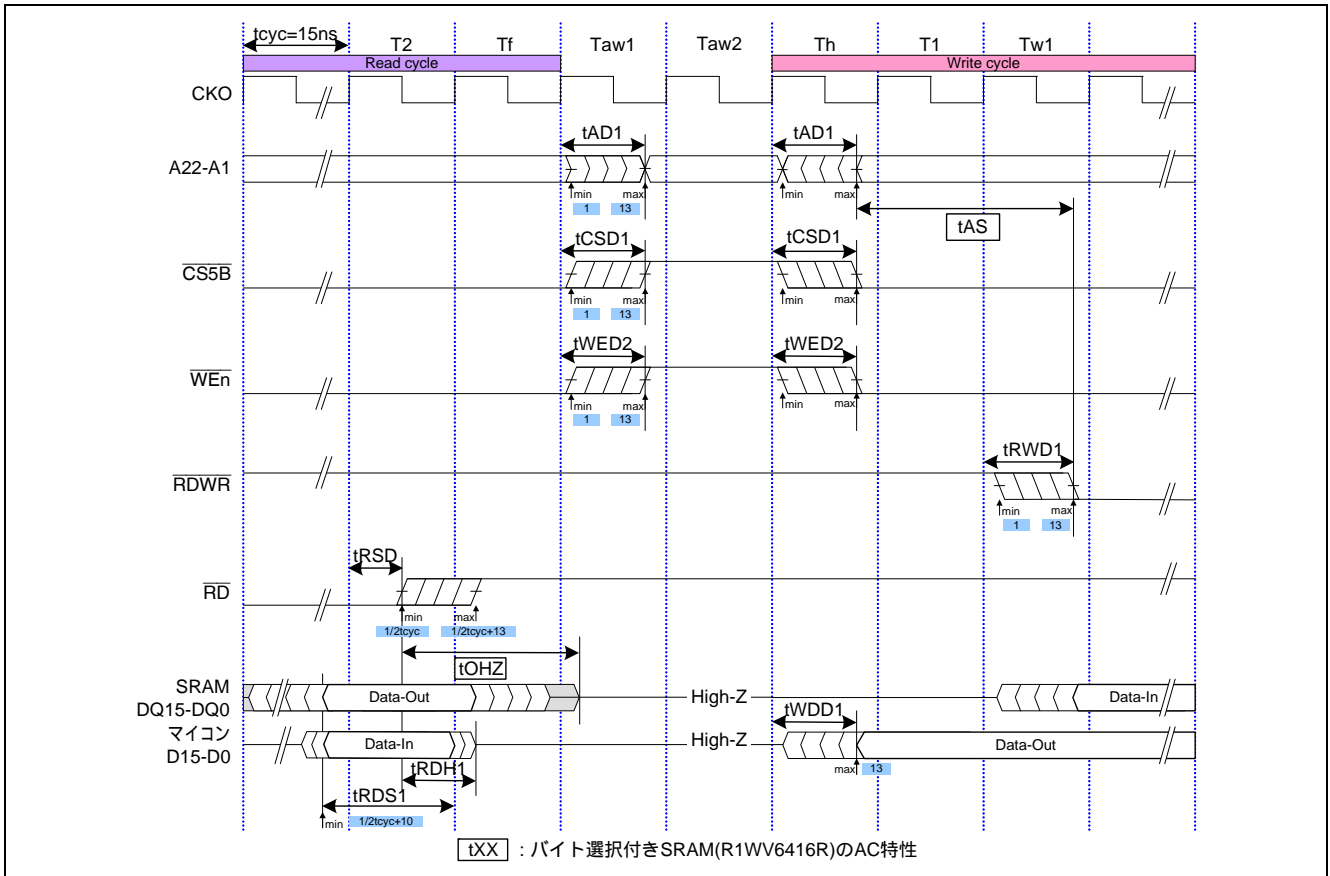 tcyc=15ns T2 Tf Taw1 Taw2 Th T1 Tw1
Read cycle Write cycle
CKO
tAD1 tAD1
A22-A1
min max min max
1 13
tAS
tCSD1 tCSD1
CS5B
min max min max
1 13
tWED2 tWED2
WEn
min max min max
1 13
tRWD1
RDWR
min max
1 13
tRSD
RD
min max
1/2tcyc 1/2tcyc+13
tOHZ
SRAM
DQ15-DQ0
Data-Out High-Z Data-In
tWDD1
マイコン
D15-D0
Data-In High-Z Data-Out
max 13
tRDH1
tRDS1
min 1/2tcyc+10
tXX : バイト選択付きSRAM(R1WV6416R)のAC特性